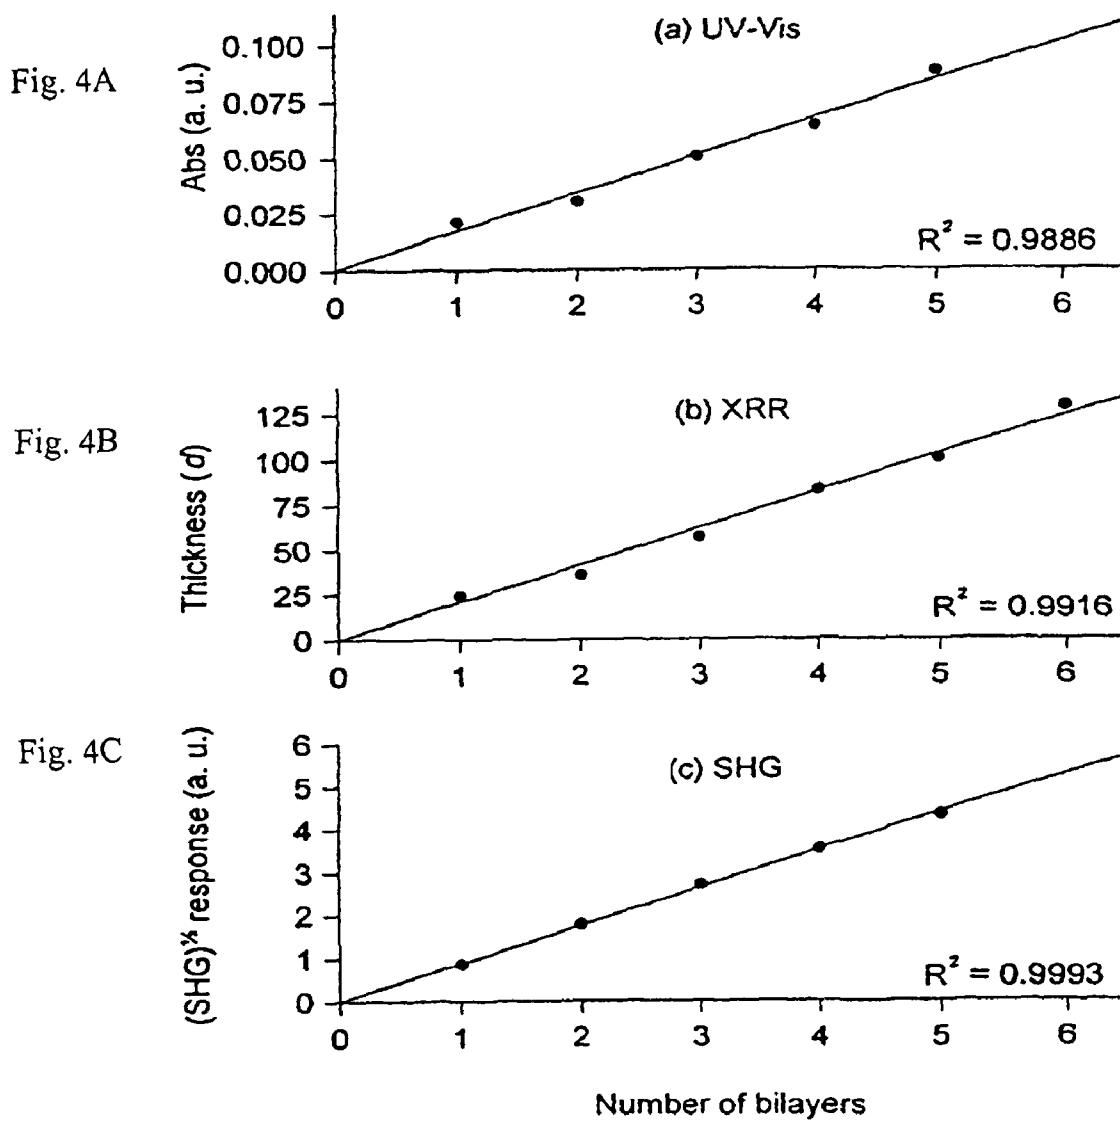 (a) UV-Vis
Fig. 4A
Abs (a. u.)
0.100
0.075
0.050
0.025
0.000
R² = 0.9886
0 1 2 3 4 5 6
(b) XRR
Fig. 4B
Thickness (d)
125
100
75
50
25
0
R² = 0.9916
0 1 2 3 4 5 6
(c) SHG
Fig. 4C
(SHG)^½ response (a. u.)
6
5
4
3
2
1
0
R² = 0.9993
0 1 2 3 4 5 6
Number of bilayers